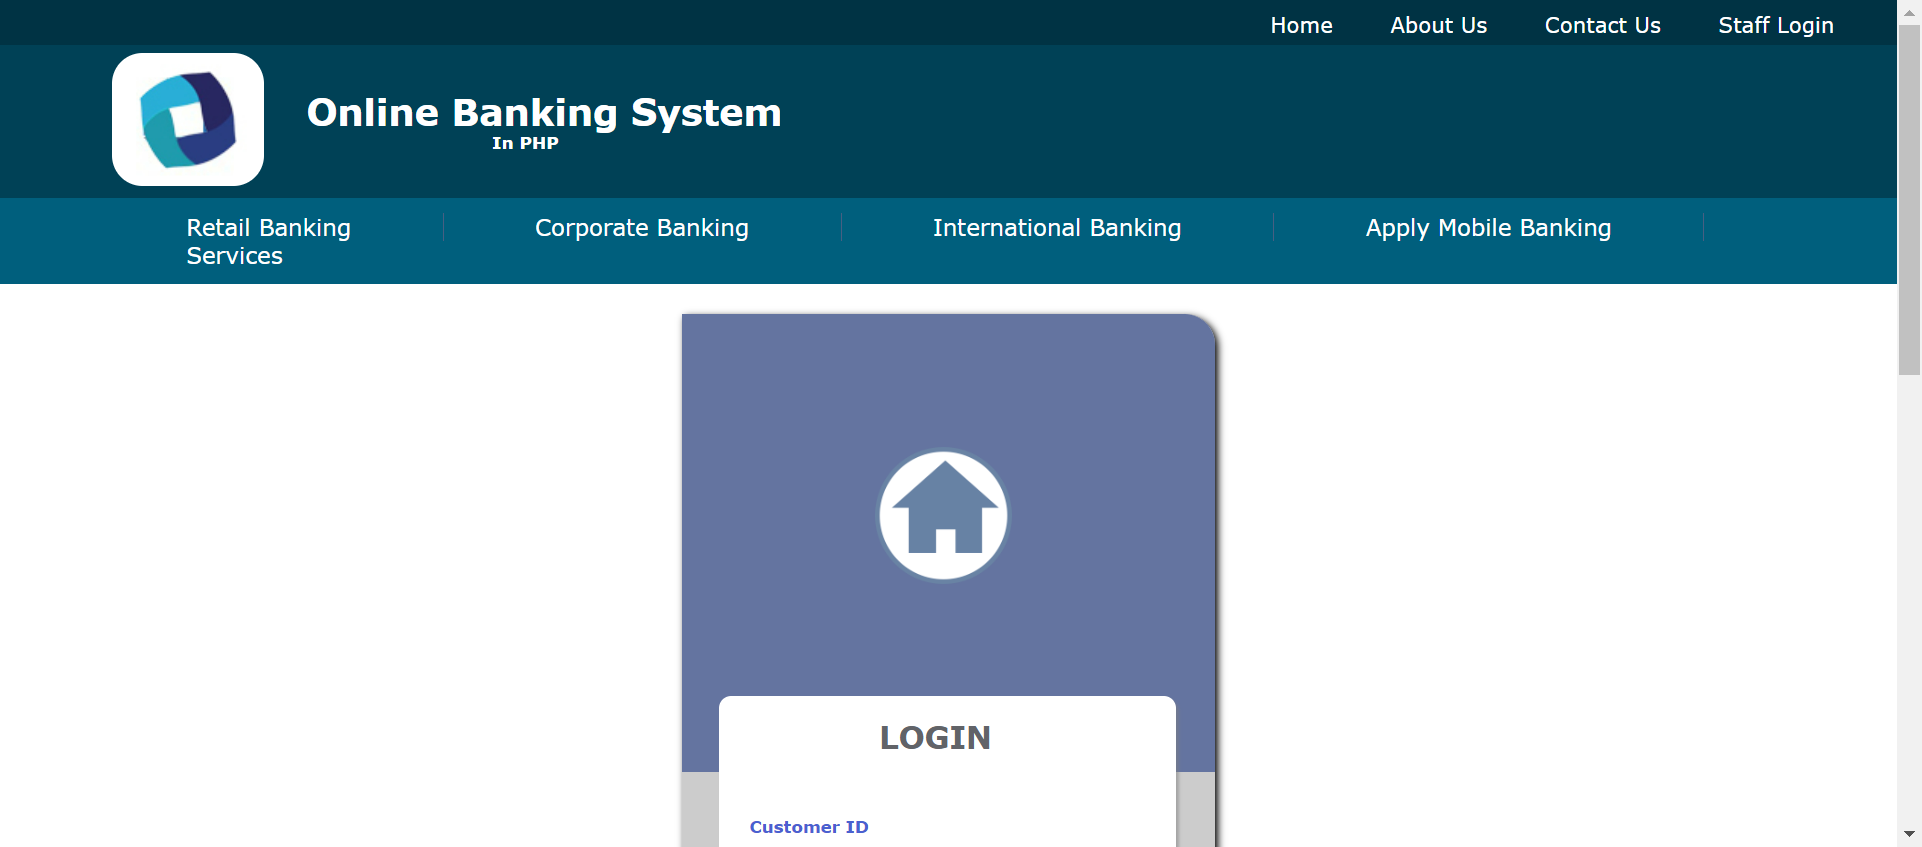 Home About Us Contact Us Staff Login
Online Banking System
In PHP
Retail Banking Services
Corporate Banking
International Banking
Apply Mobile Banking
LOGIN
Customer ID